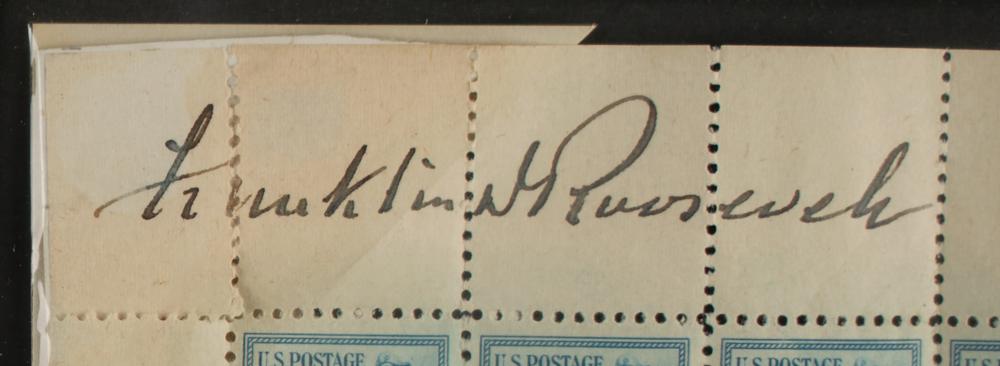 Franklin D Roosevelt
U.S. POSTAGE U.S. POSTAGE U.S. POSTAGE U.S.